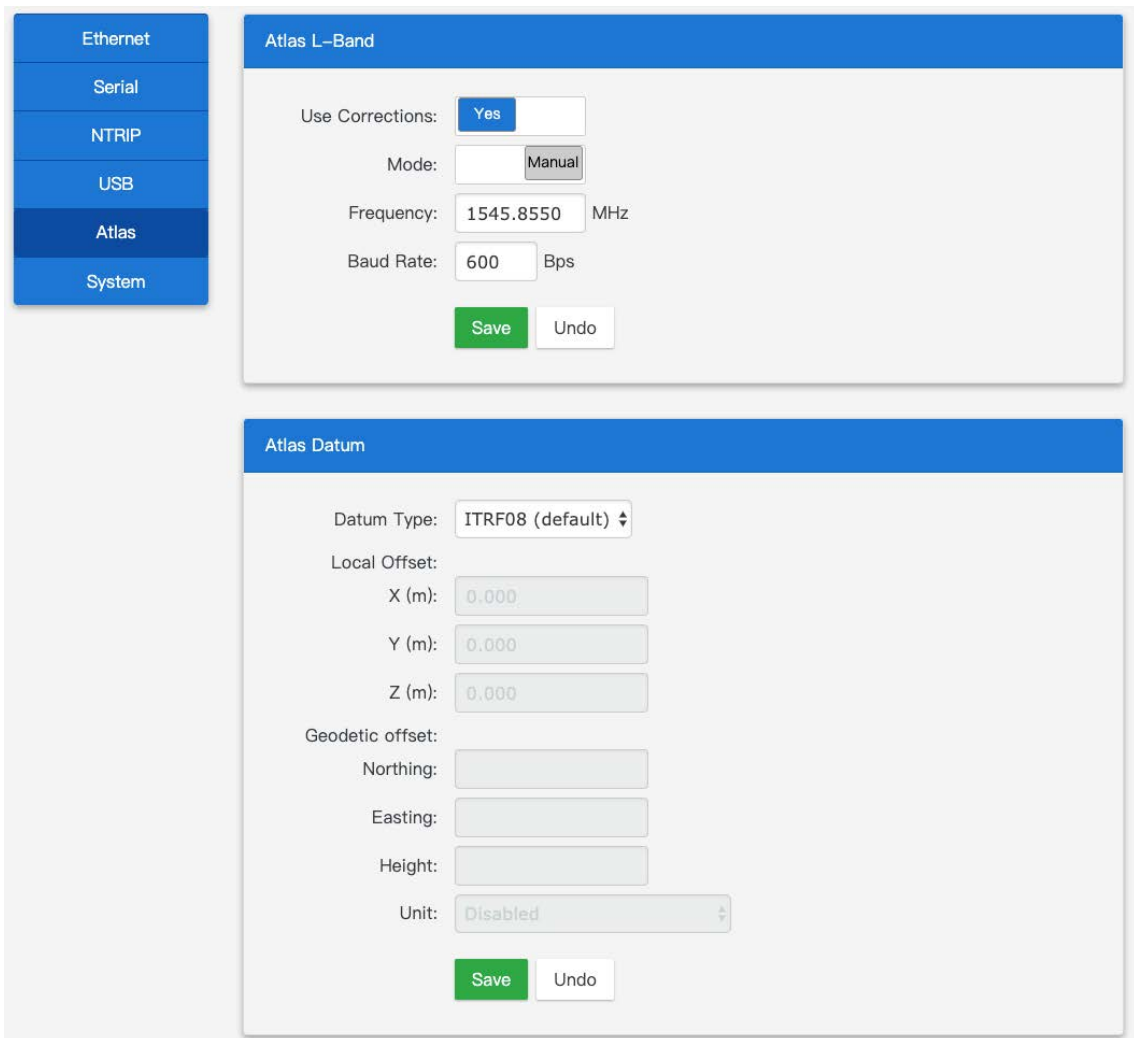 Ethernet
Serial
NTRIP
USB
Atlas
System
Atlas L-Band
Use Corrections: Yes
Mode: Manual
Frequency: 1545.8550 MHz
Baud Rate: 600 Bps
Save Undo
Atlas Datum
Datum Type: ITRF08 (default)
Local Offset:
X (m): 0.000
Y (m): 0.000
Z (m): 0.000
Geodetic offset:
Northing:
Easting:
Height:
Unit: Disabled
Save Undo